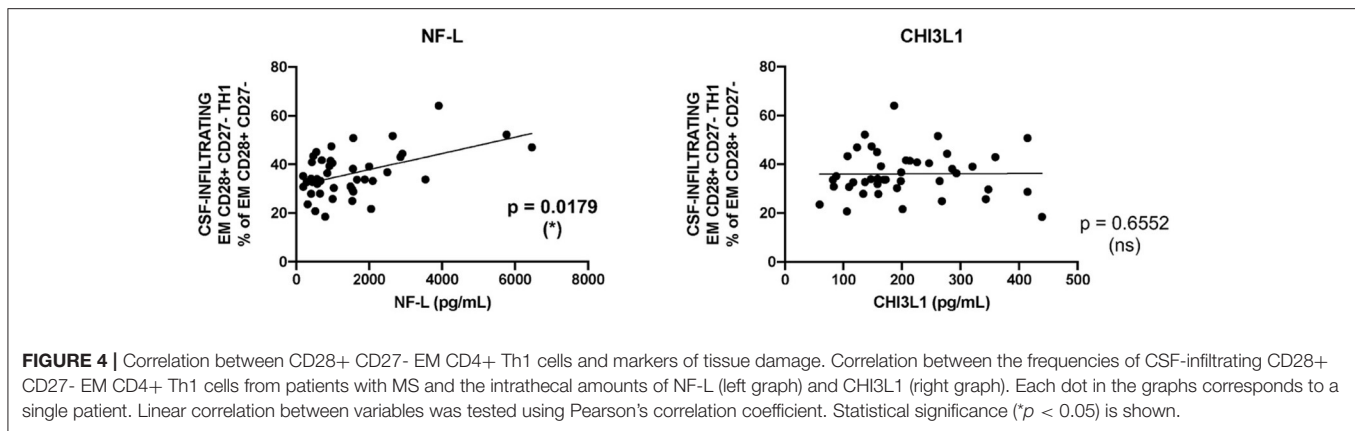 NF-L
CSF-INFILTRATING
EM CD28+ CD27- TH1
% of EM CD28+ CD27-
80
60
40
20
0
0
2000
4000
6000
8000
NF-L (pg/mL)
p = 0.0179
(*)
CHI3L1
CSF-INFILTRATING
EM CD28+ CD27- TH1
% of EM CD28+ CD27-
80
60
40
20
0
0
100
200
300
400
500
CHI3L1 (pg/mL)
p = 0.6552
(ns)
FIGURE 4 | Correlation between CD28+ CD27- EM CD4+ Th1 cells and markers of tissue damage. Correlation between the frequencies of CSF-infiltrating CD28+
CD27- EM CD4+ Th1 cells from patients with MS and the intrathecal amounts of NF-L (left graph) and CHI3L1 (right graph). Each dot in the graphs corresponds to a
single patient. Linear correlation between variables was tested using Pearson's correlation coefficient. Statistical significance (*p < 0.05) is shown.